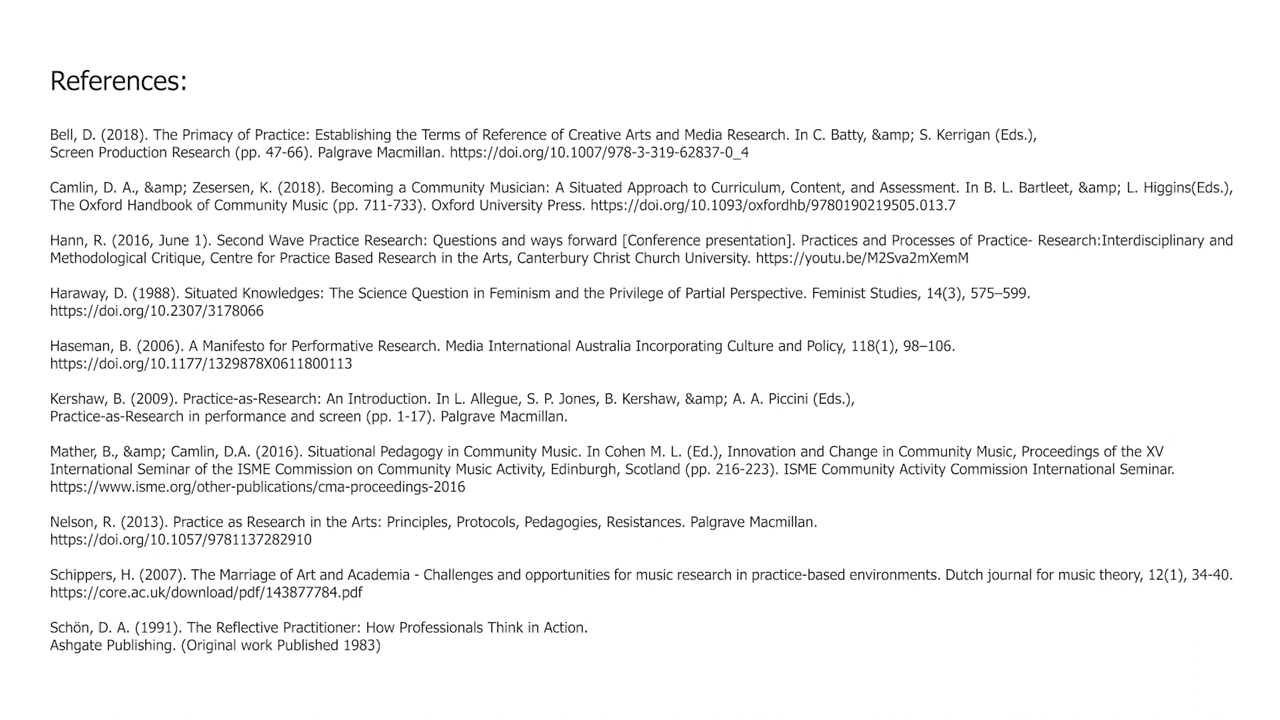 References:
Bell, D. (2018). The Primacy of Practice: Establishing the Terms of Reference of Creative Arts and Media Research. In C. Batty, &amp; S. Kerrigan (Eds.),
Screen Production Research (pp. 47-66). Palgrave Macmillan. https://doi.org/10.1007/978-3-319-62837-0_4
Camlin, D. A., &amp; Zesersen, K. (2018). Becoming a Community Musician: A Situated Approach to Curriculum, Content, and Assessment. In B. L. Bartleet, &amp; L. Higgins(Eds.),
The Oxford Handbook of Community Music (pp. 711-733). Oxford University Press. https://doi.org/10.1093/oxfordhb/9780190219505.013.7
Hann, R. (2016, June 1). Second Wave Practice Research: Questions and ways forward [Conference presentation]. Practices and Processes of Practice- Research:Interdisciplinary and
Methodological Critique, Centre for Practice Based Research in the Arts, Canterbury Christ Church University. https://youtu.be/M2Sva2mXemM
Haraway, D. (1988). Situated Knowledges: The Science Question in Feminism and the Privilege of Partial Perspective. Feminist Studies, 14(3), 575–599.
https://doi.org/10.2307/3178066
Haseman, B. (2006). A Manifesto for Performative Research. Media International Australia Incorporating Culture and Policy, 118(1), 98–106.
https://doi.org/10.1177/1329878X0611800113
Kershaw, B. (2009). Practice-as-Research: An Introduction. In L. Allegue, S. P. Jones, B. Kershaw, &amp; A. A. Piccini (Eds.),
Practice-as-Research in performance and screen (pp. 1-17). Palgrave Macmillan.
Mather, B., &amp; Camlin, D.A. (2016). Situational Pedagogy in Community Music. In Cohen M. L. (Ed.), Innovation and Change in Community Music, Proceedings of the XV
International Seminar of the ISME Commission on Community Music Activity, Edinburgh, Scotland (pp. 216-223). ISME Community Activity Commission International Seminar.
https://www.isme.org/other-publications/cma-proceedings-2016
Nelson, R. (2013). Practice as Research in the Arts: Principles, Protocols, Pedagogies, Resistances. Palgrave Macmillan.
https://doi.org/10.1057/9781137282910
Schippers, H. (2007). The Marriage of Art and Academia - Challenges and opportunities for music research in practice-based environments. Dutch journal for music theory, 12(1), 34-40.
https://core.ac.uk/download/pdf/143877784.pdf
Schön, D. A. (1991). The Reflective Practitioner: How Professionals Think in Action.
Ashgate Publishing. (Original work Published 1983)